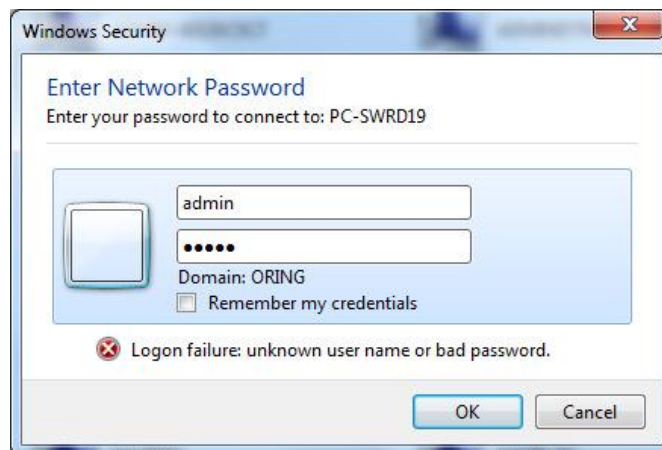 Windows Security
Enter Network Password
Enter your password to connect to: PC-SWRD19
admin
●●●●●
Domain: ORING
Remember my credentials
Logon failure: unknown user name or bad password.
OK
Cancel